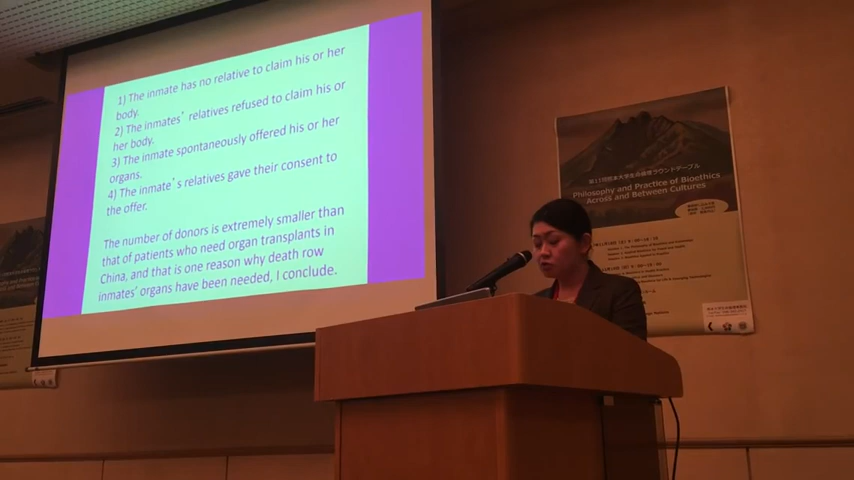 1) The inmate has no relative to claim his or her
body.
2) The inmates' relatives refused to claim his or
her body.
3) The inmate spontaneously offered his or her
organs.
4) The inmate's relatives gave their consent to
the offer.
The number of donors is extremely smaller than
that of patients who need organ transplants in
China, and that is one reason why death row
inmates' organs have been needed, I conclude.
Philosophy and Practice of Bioethics
Across and Between Cultures